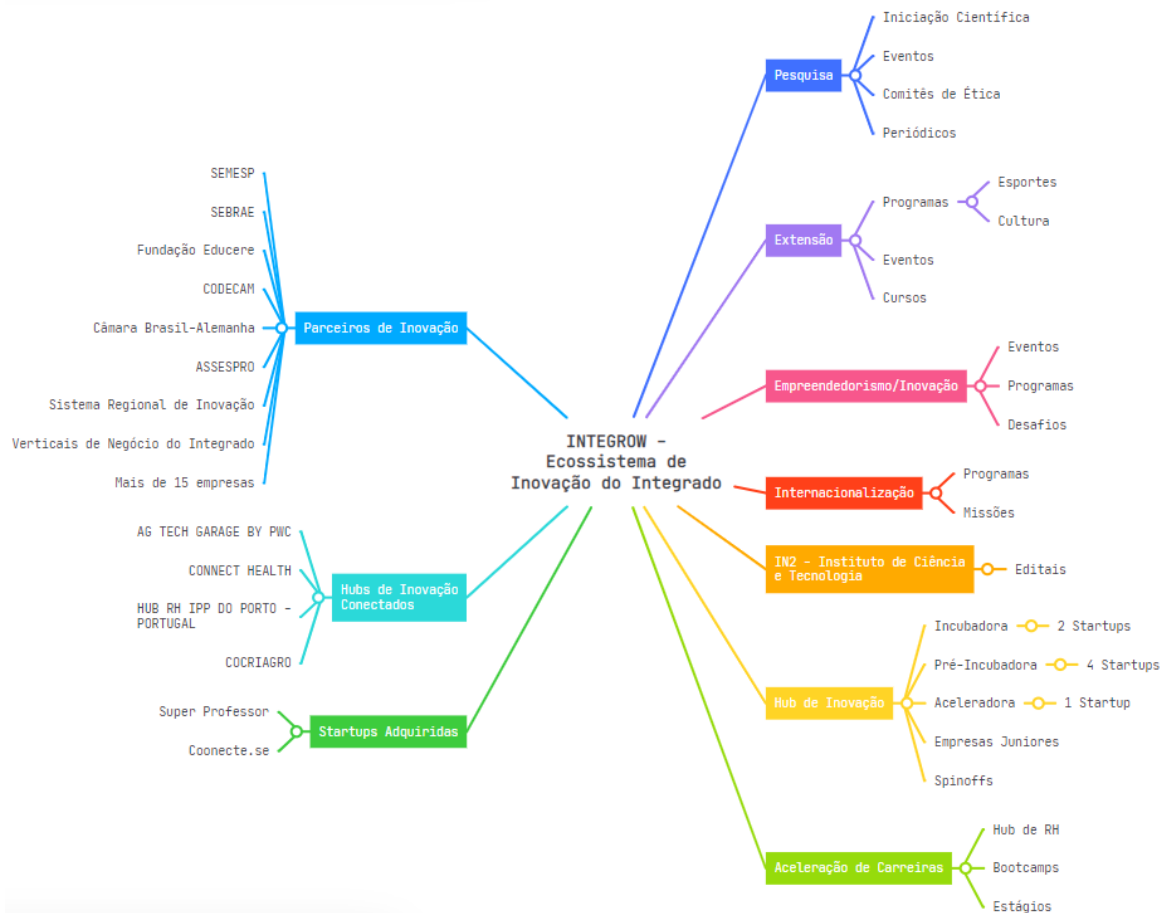 INTEGROW –
Ecossistema de
Inovação do Integrado
Pesquisa
Iniciação Científica
Eventos
Comitês de Ética
Periódicos
Extensão
Programas
Esportes
Cultura
Eventos
Cursos
Empreendedorismo/Inovação
Eventos
Programas
Desafios
Internacionalização
Programas
Missões
IN2 - Instituto de Ciência
e Tecnologia
Editais
Hub de Inovação
Incubadora
2 Startups
Pré-Incubadora
4 Startups
Aceleradora
1 Startup
Empresas Juniores
Spinoffs
Aceleração de Carreiras
Hub de RH
Bootcamps
Estágios
Parceiros de Inovação
SEMESP
SEBRAE
Fundação Educere
CODECAM
Câmara Brasil-Alemanha
ASSESPRO
Sistema Regional de Inovação
Verticais de Negócio do Integrado
Mais de 15 empresas
Hubs de Inovação
Conectados
AG TECH GARAGE BY PWC
CONNECT HEALTH
HUB RH IPP DO PORTO –
PORTUGAL
COCRIAGRO
Startups Adquiridas
Super Professor
Coonecte.se